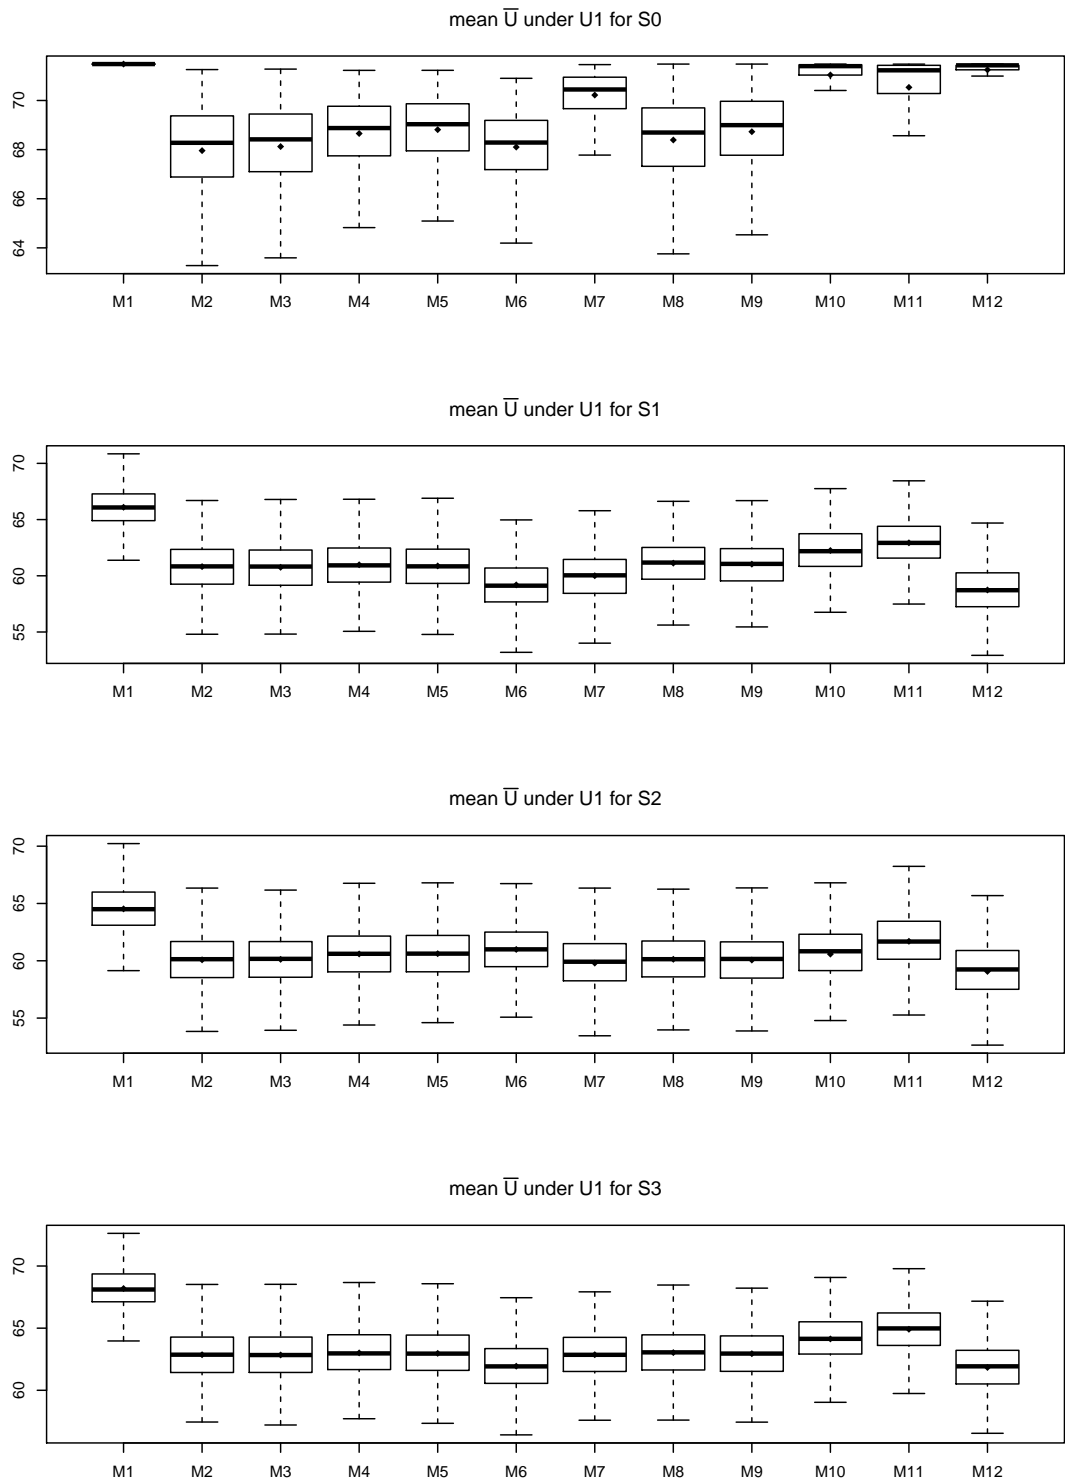 mean U̅ under U1 for S0
70
68
66
64
M1 M2 M3 M4 M5 M6 M7 M8 M9 M10 M11 M12
mean U̅ under U1 for S1
70
65
60
55
M1 M2 M3 M4 M5 M6 M7 M8 M9 M10 M11 M12
mean U̅ under U1 for S2
70
65
60
55
M1 M2 M3 M4 M5 M6 M7 M8 M9 M10 M11 M12
mean U̅ under U1 for S3
70
65
60
M1 M2 M3 M4 M5 M6 M7 M8 M9 M10 M11 M12